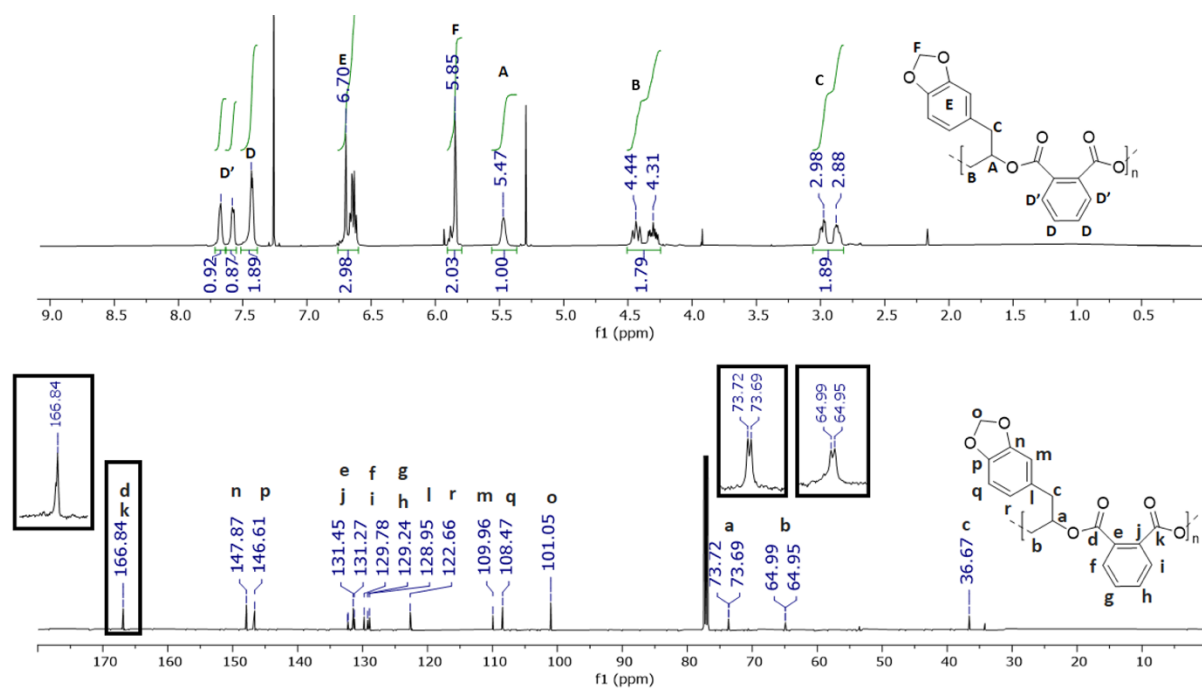 E
F
A
B
C
D'
D
6.70
5.85
5.47
4.44
4.31
2.98
2.88
0.92
0.87
1.89
2.98
2.03
1.00
1.79
1.89
9.0 8.5 8.0 7.5 7.0 6.5 6.0 5.5 5.0 4.5 4.0 3.5 3.0 2.5 2.0 1.5 1.0 0.5
f1 (ppm)
F
O
O
E
C
O
O
B
A
O
O
n
D'
D'
D
D
166.84
73.72
73.69
64.99
64.95
d
k
n
p
e
j
f
i
g
h
l
r
m
q
o
a
b
c
166.84
147.87
146.61
131.45
131.27
129.78
129.24
128.95
122.66
109.96
108.47
101.05
73.72
73.69
64.99
64.95
36.67
170 160 150 140 130 120 110 100 90 80 70 60 50 40 30 20 10
f1 (ppm)
o
O
O
n
m
p
q
l
r
c
O
O
a
b
O
d
e
j
k
O
n
f
i
g
h